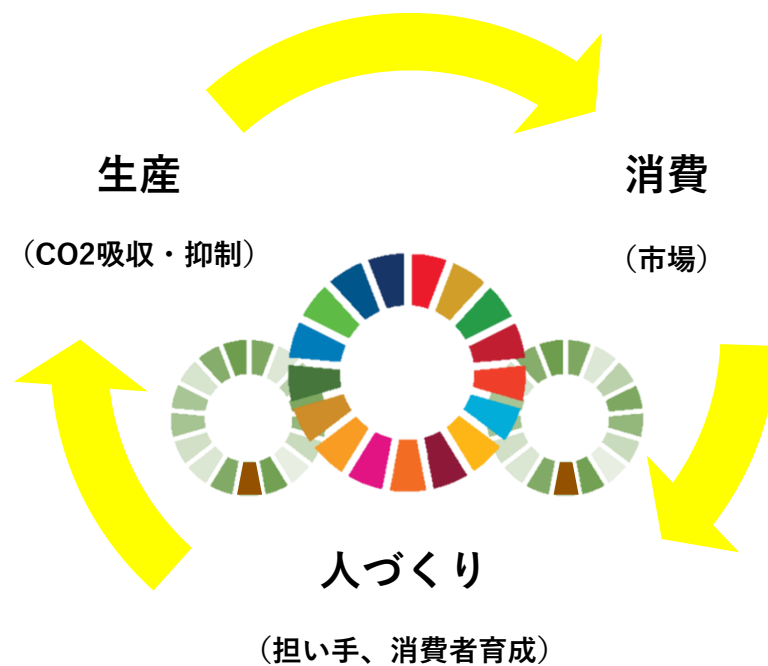 生産
消費
（CO2吸収・抑制）
（市場）
人づくり
（担い手、消費者育成）